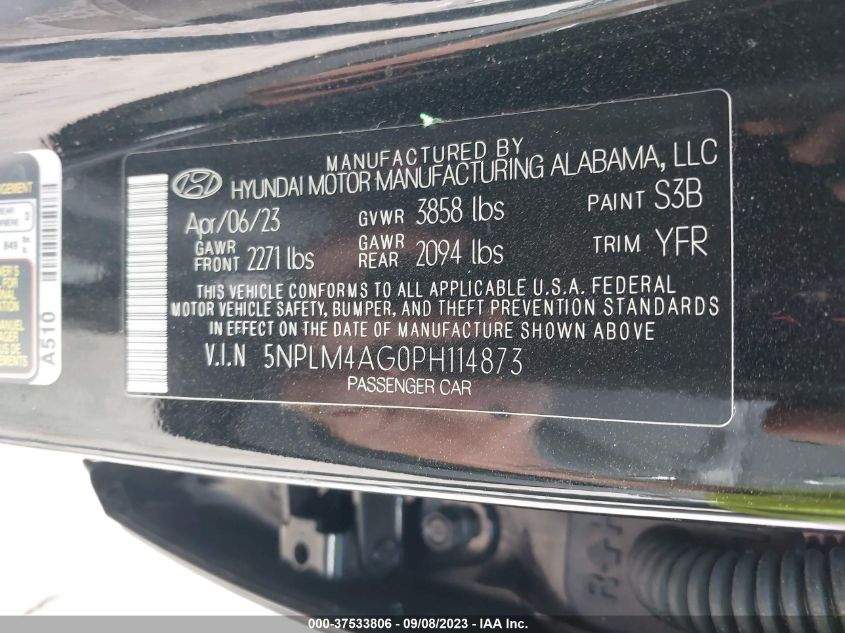 MANUFACTURED BY
HYUNDAI MOTOR MANUFACTURING ALABAMA, LLC
Apr/06/23 GVWR 3858 lbs PAINT S3B
GAWR FRONT 2271 lbs GAWR REAR 2094 lbs TRIM YFR
THIS VEHICLE CONFORMS TO ALL APPLICABLE U.S.A. FEDERAL
MOTOR VEHICLE SAFETY, BUMPER, AND THEFT PREVENTION STANDARDS
IN EFFECT ON THE DATE OF MANUFACTURE SHOWN ABOVE
V.I.N 5NPLM4AG0PH114873
PASSENGER CAR
A510
000-37533806 - 09/08/2023 - IMAGE BY IAA, INC.